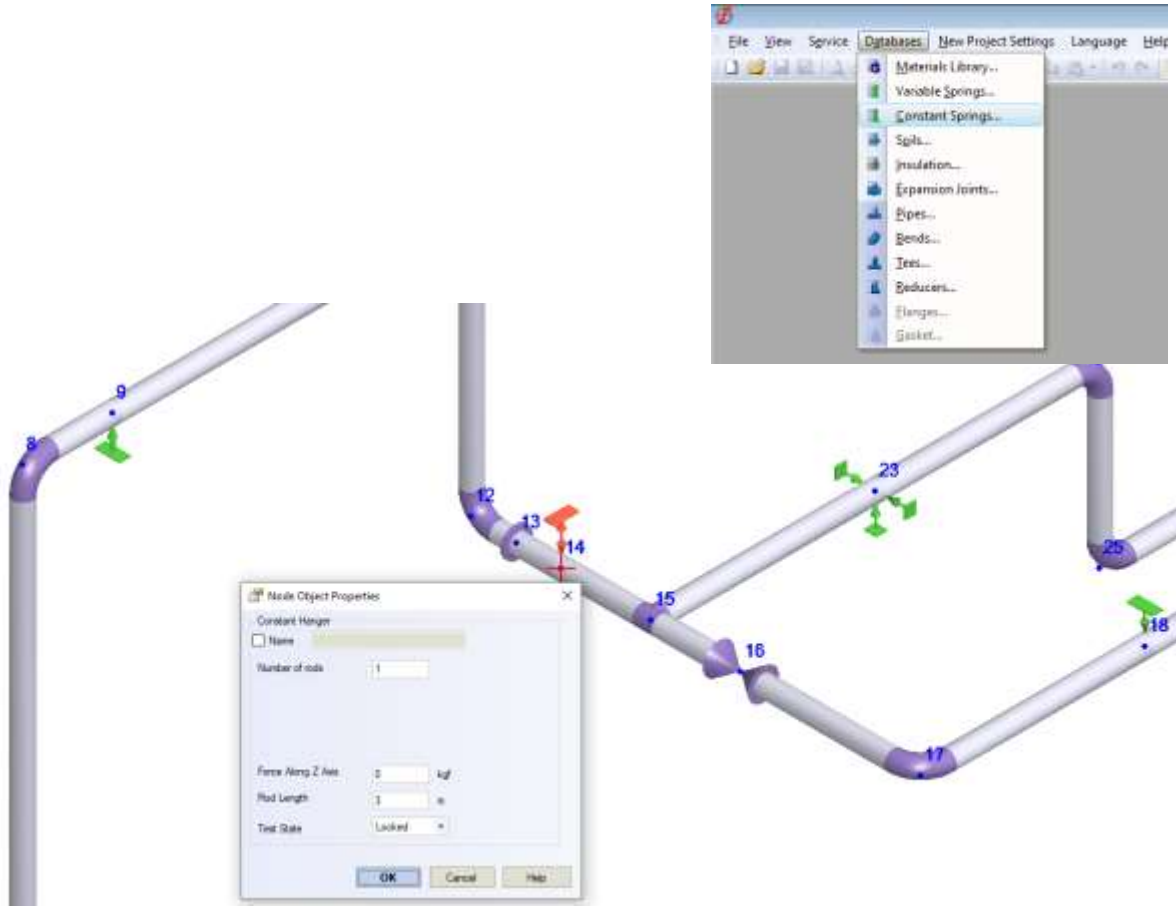 File View Service Databases New Project Settings Language Help
Materials Library...
Variable Springs...
Constant Springs...
Soils...
Insulation...
Expansion Joints...
Pipes...
Bends...
Tees...
Reducers...
Flanges...
Gasket...
9
8
23
12
13
14
25
15
18
16
17
Node Object Properties
Constant Hanger
Name
Number of rods 1
Force Along Z Axis 0 kgf
Rod Length 3 m
Test State Locked
OK Cancel Help